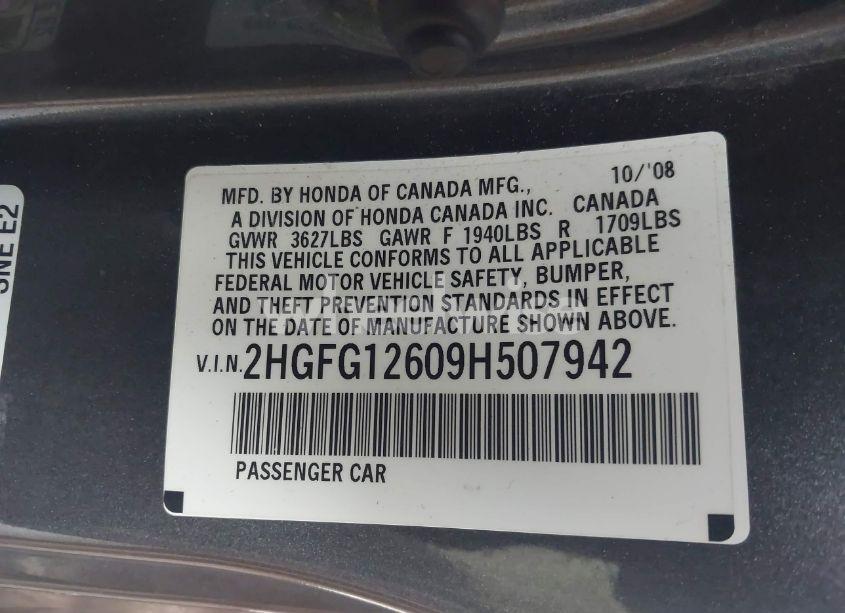 10/'08
MFD. BY HONDA OF CANADA MFG.,
A DIVISION OF HONDA CANADA INC. CANADA
GVWR 3627LBS GAWR F 1940LBS R 1709LBS
THIS VEHICLE CONFORMS TO ALL APPLICABLE
FEDERAL MOTOR VEHICLE SAFETY, BUMPER,
AND THEFT PREVENTION STANDARDS IN EFFECT
ON THE DATE OF MANUFACTURE SHOWN ABOVE.
V.I.N. 2HGFG12609H507942
PASSENGER CAR
3NE E2